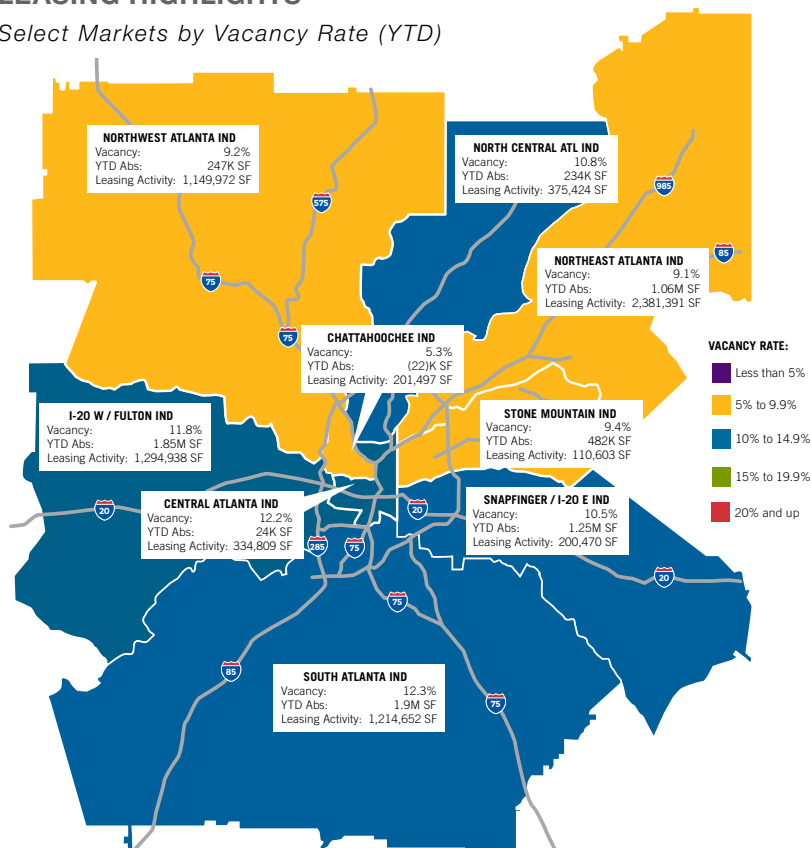 LEASING HIGHLIGHTS
Select Markets by Vacancy Rate (YTD)
NORTHWEST ATLANTA IND
Vacancy: 9.2%
YTD Abs: 247K SF
Leasing Activity: 1,149,972 SF
NORTH CENTRAL ATL IND
Vacancy: 10.8%
YTD Abs: 234K SF
Leasing Activity: 375,424 SF
985
575
85
NORTHEAST ATLANTA IND
Vacancy: 9.1%
YTD Abs: 1.06M SF
Leasing Activity: 2,381,391 SF
75
75
CHATTAHOOCHEE IND
Vacancy: 5.3%
YTD Abs: (22)K SF
Leasing Activity: 201,497 SF
VACANCY RATE:
Less than 5%
5% to 9.9%
10% to 14.9%
15% to 19.9%
20% and up
I-20 W / FULTON IND
Vacancy: 11.8%
YTD Abs: 1.85M SF
Leasing Activity: 1,294,938 SF
STONE MOUNTAIN IND
Vacancy: 9.4%
YTD Abs: 482K SF
Leasing Activity: 110,603 SF
CENTRAL ATLANTA IND
Vacancy: 12.2%
YTD Abs: 24K SF
Leasing Activity: 334,809 SF
SNAPFINGER / I-20 E IND
Vacancy: 10.5%
YTD Abs: 1.25M SF
Leasing Activity: 200,470 SF
20
20
285
75
20
75
85
SOUTH ATLANTA IND
Vacancy: 12.3%
YTD Abs: 1.9M SF
Leasing Activity: 1,214,652 SF
75